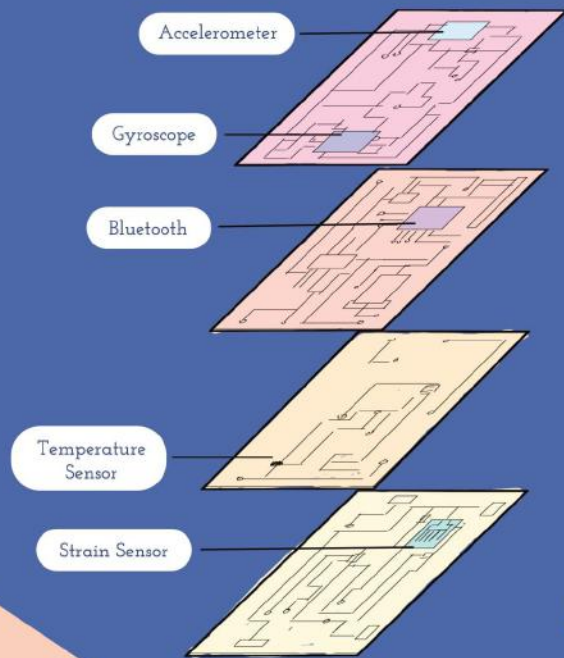 Accelerometer
Gyroscope
Bluetooth
Temperature
Sensor
Strain Sensor